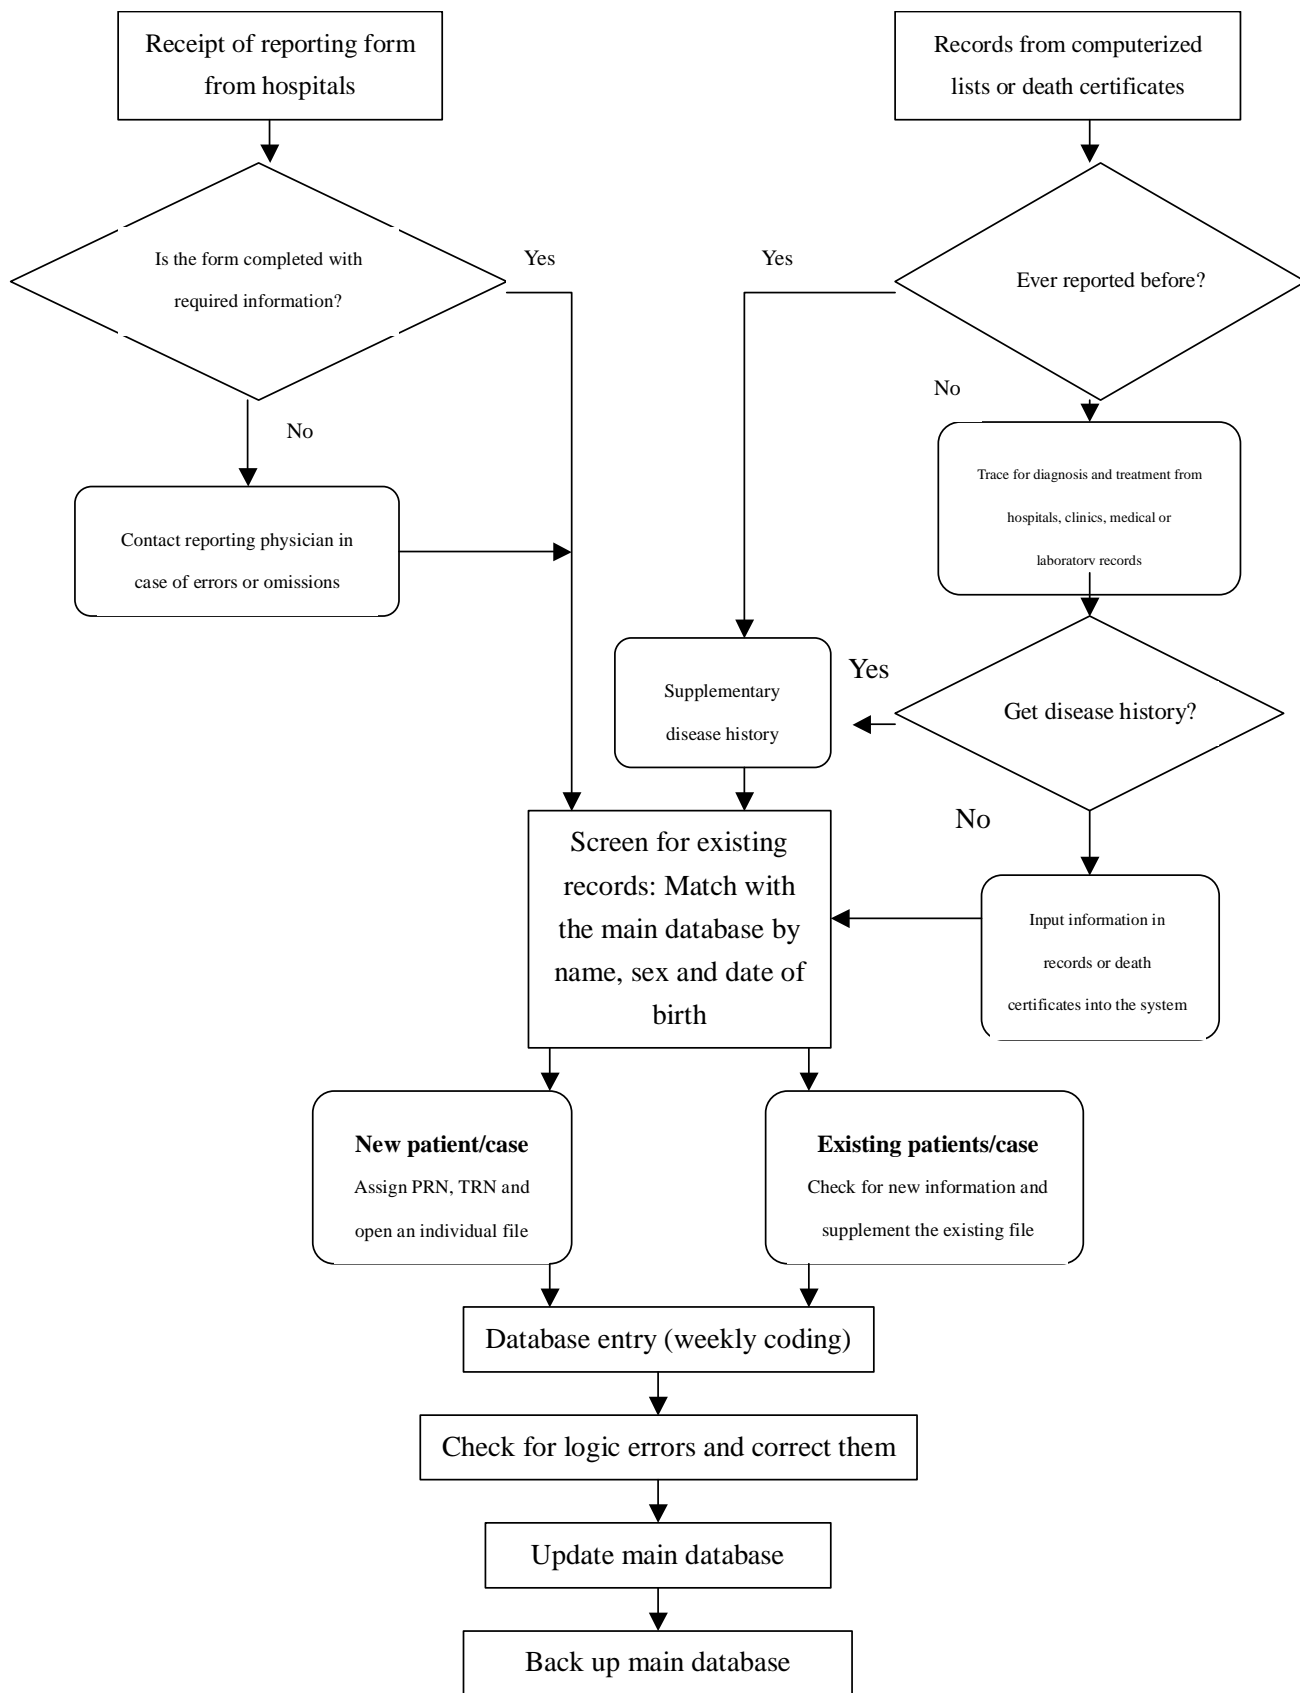 Receipt of reporting form
from hospitals
Records from computerized
lists or death certificates
Is the form completed with
required information?
Yes
Yes
Ever reported before?
No
No
Trace for diagnosis and treatment from
hospitals, clinics, medical or
laboratory records
Contact reporting physician in
case of errors or omissions
Supplementary
disease history
Yes
Get disease history?
No
Screen for existing
records: Match with
the main database by
name, sex and date of
birth
Input information in
records or death
certificates into the system
New patient/case
Assign PRN, TRN and
open an individual file
Existing patients/case
Check for new information and
supplement the existing file
Database entry (weekly coding)
Check for logic errors and correct them
Update main database
Back up main database